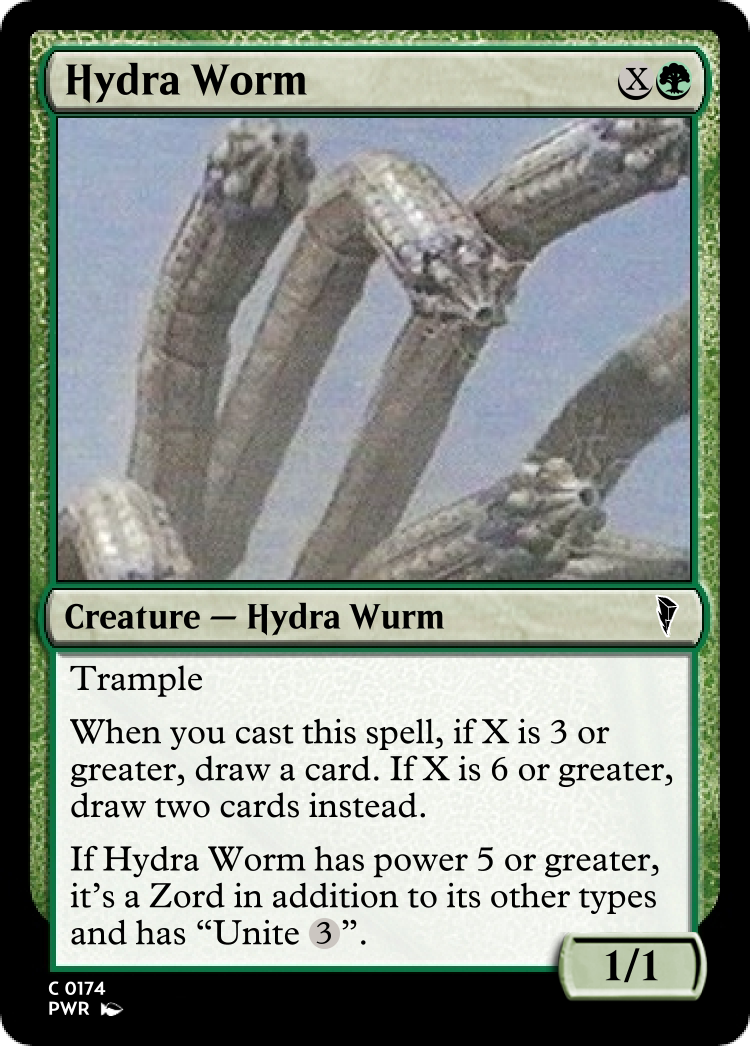 Hydra Worm X
Creature — Hydra Wurm
Trample
When you cast this spell, if X is 3 or
greater, draw a card. If X is 6 or greater,
draw two cards instead.
If Hydra Worm has power 5 or greater,
it's a Zord in addition to its other types
and has “Unite 3”.
1/1
C 0174
PWR